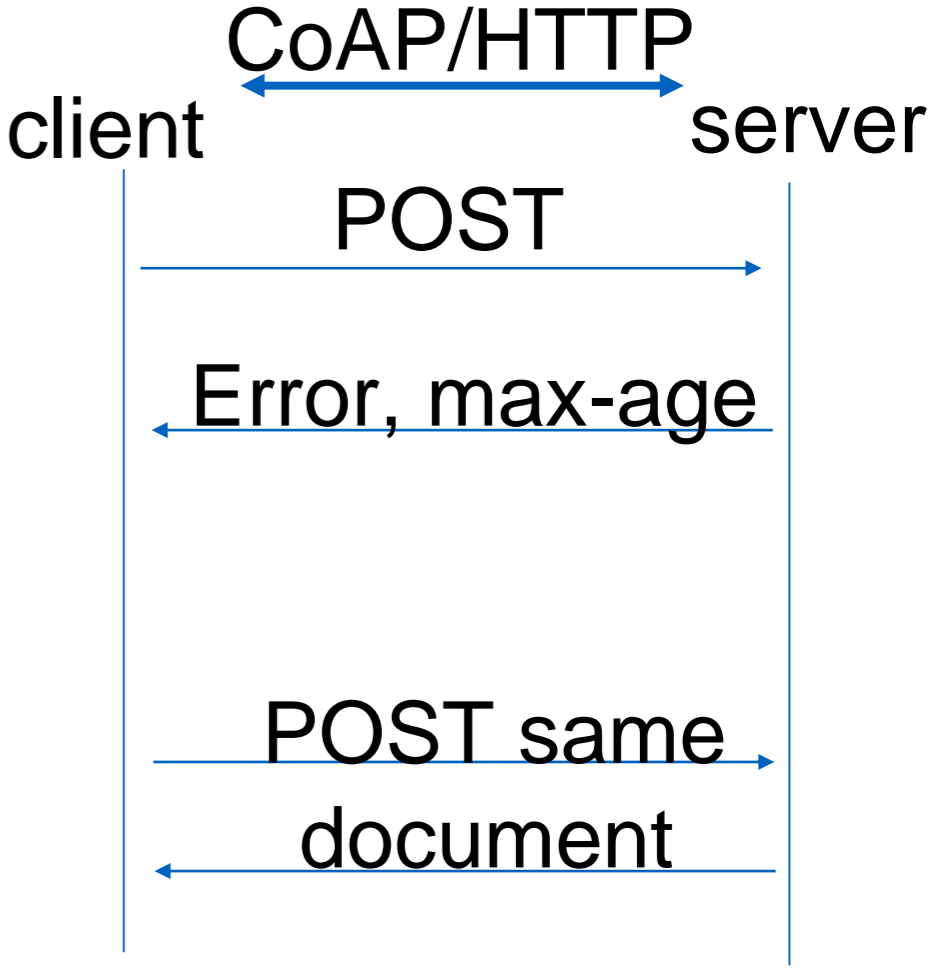 CoAP/HTTP
client
server
POST
Error, max-age
POST same
document